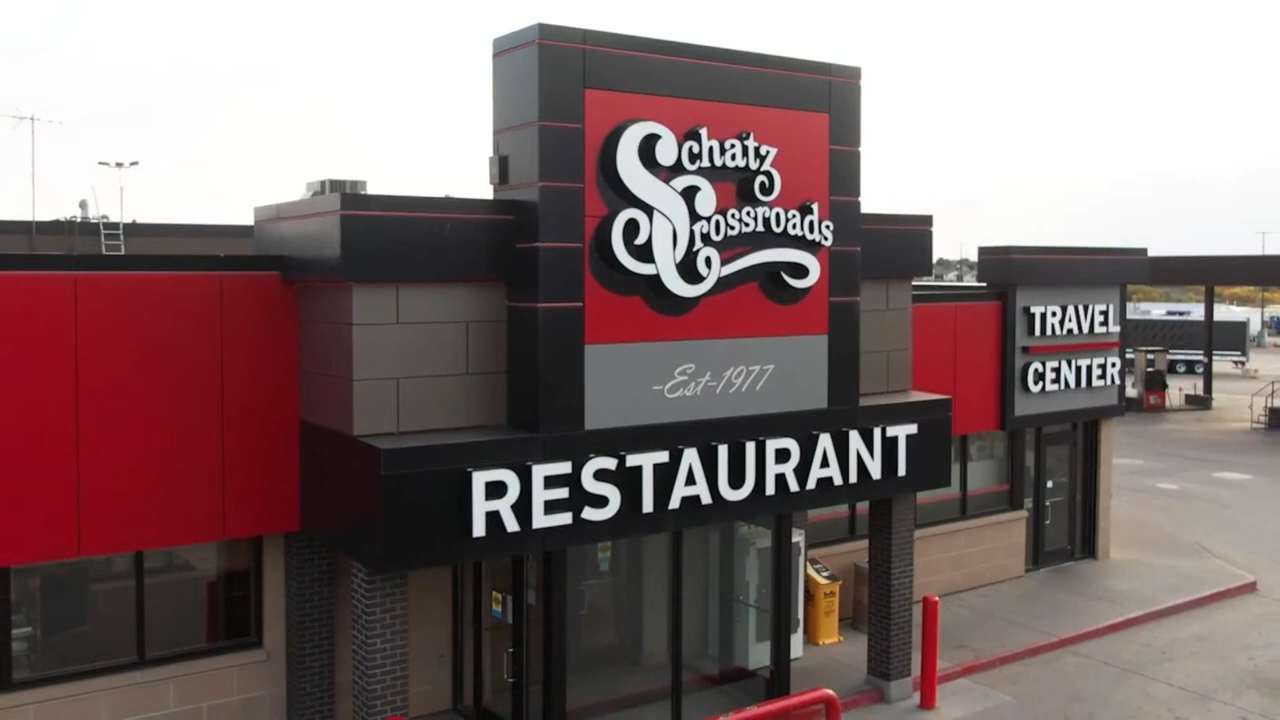 Schatz
Crossroads
-Est-1977
RESTAURANT
TRAVEL
CENTER